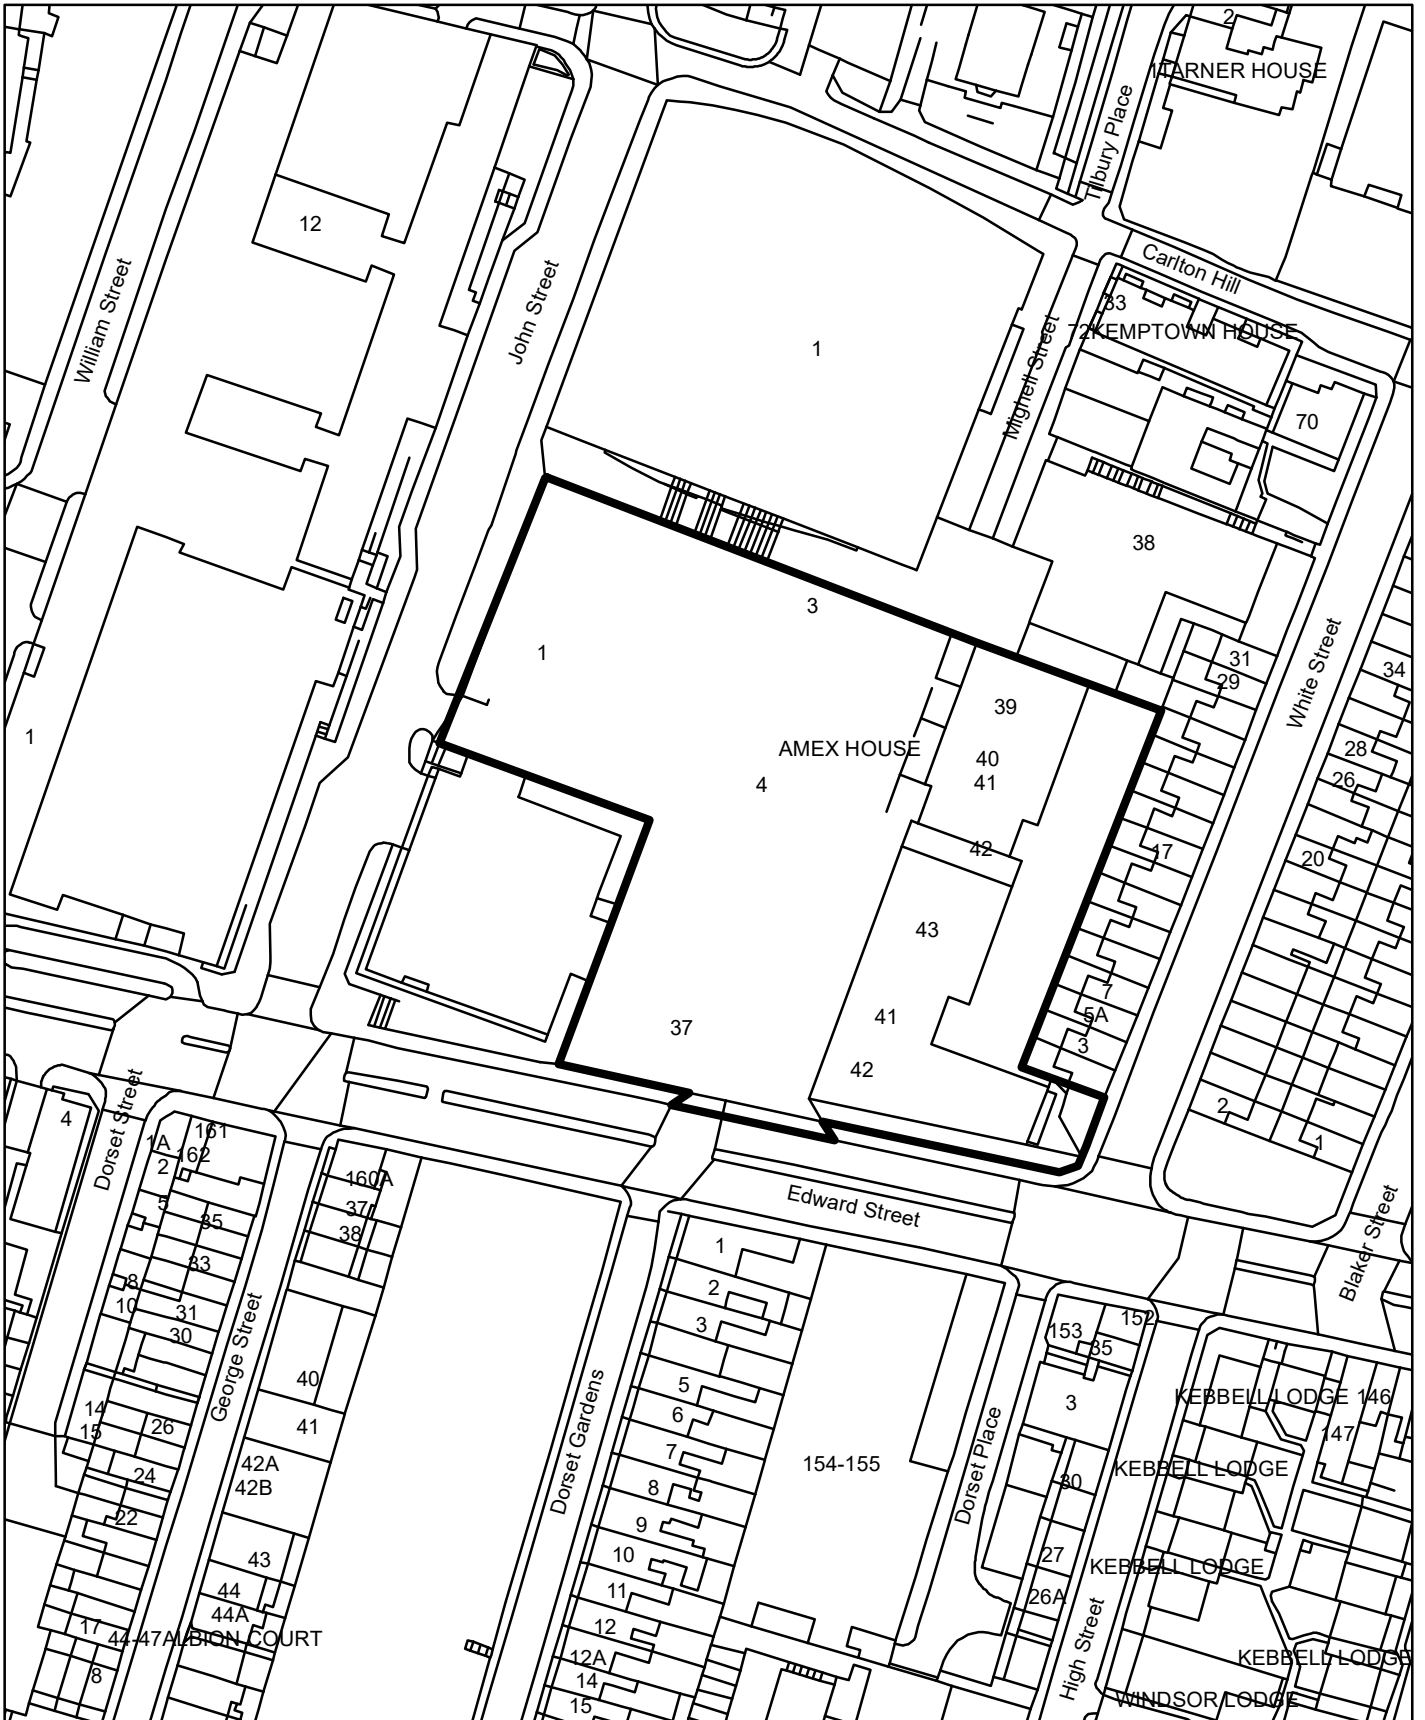 2
1TARNER HOUSE
Tilbury Place
12
Carlton Hill
William Street
John Street
33
72KEMPTOWN HOUSE
1
Mighell Street
70
38
3
1
31
29
34
White Street
39
1
AMEX HOUSE
28
40
4
41
26
42
17
20
43
7
41
5A
37
3
42
2
4
Dorset Street
161
1A
162
2
1
160A
5
37
35
38
Edward Street
Blaker Street
1
33
8
2
10
31
30
George Street
3
153
152
35
40
5
KEBBELL LODGE 146
3
14
15
26
41
6
147
Dorset Gardens
7
154-155
Dorset Place
42A
KEBBELL LODGE
24
42B
8
30
22
9
43
10
27
KEBBELL LODGE
44
11
26A
44A
17
12
44-47ALBION COURT
High Street
12A
KEBBELL LODGE
8
14
15
WINDSOR LODGE